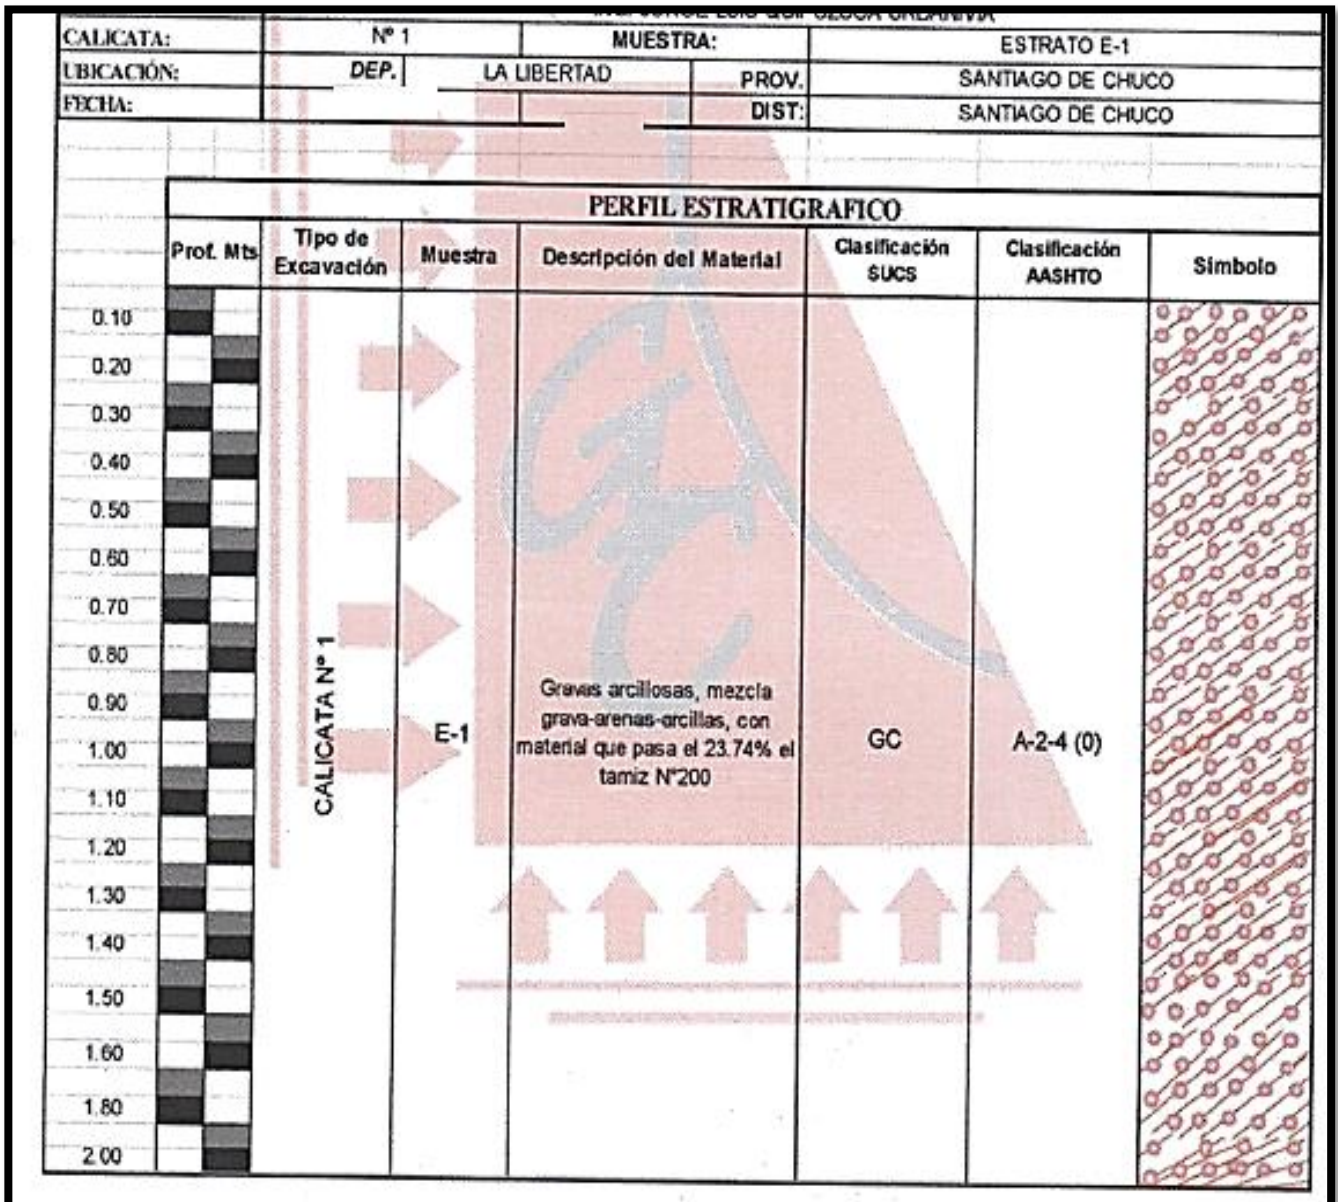 CALICATA: Nº 1 MUESTRA: ESTRATO E-1
UBICACIÓN: DEP. LA LIBERTAD PROV. SANTIAGO DE CHUCO
FECHA: DIST: SANTIAGO DE CHUCO
PERFIL ESTRATIGRAFICO
Prof. Mts Tipo de Excavación Muestra Descripción del Material Clasificación SUCS Clasificación AASHTO Simbolo
0.10
0.20
0.30
0.40
0.50
0.60
0.70
0.80
0.90
1.00
1.10
1.20
1.30
1.40
1.50
1.60
1.80
2.00
CALICATA Nº 1
E-1
Gravas arcillosas, mezcla
grava-arenas-arcillas, con
material que pasa el 23.74% el
tamiz N°200
GC
A-2-4 (0)